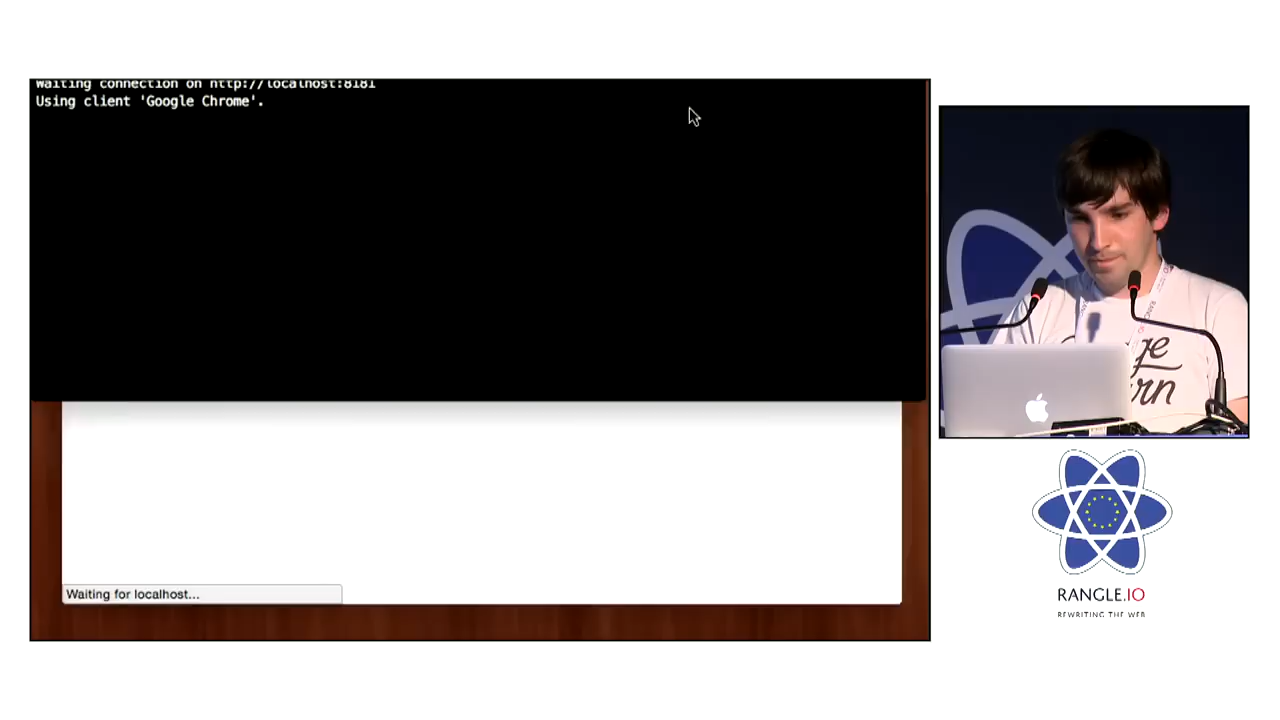 Waiting connection on http://localhost:8181
Using client 'Google Chrome'.
Waiting for localhost...
RANGLE.IO
REWRITING THE WEB